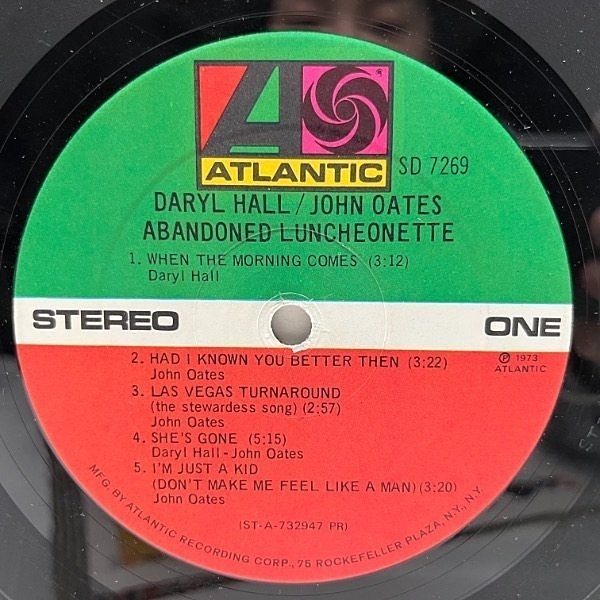 ATLANTIC
SD 7269
DARYL HALL/JOHN OATES
ABANDONED LUNCHEONETTE
1. WHEN THE MORNING COMES (3:12)
Daryl Hall
STEREO
ONE
℗ 1973
ATLANTIC
2. HAD I KNOWN YOU BETTER THEN (3:22)
John Oates
3. LAS VEGAS TURNAROUND
(the stewardess song) (2:57)
John Oates
4. SHE'S GONE (5:15)
Daryl Hall-John Oates
5. I'M JUST A KID
(DON'T MAKE ME FEEL LIKE A MAN)(3:20)
John Oates
(ST-A-732947 PR)
MFG. BY ATLANTIC RECORDING CORP., 75 ROCKEFELLER PLAZA, N.Y., N.Y.